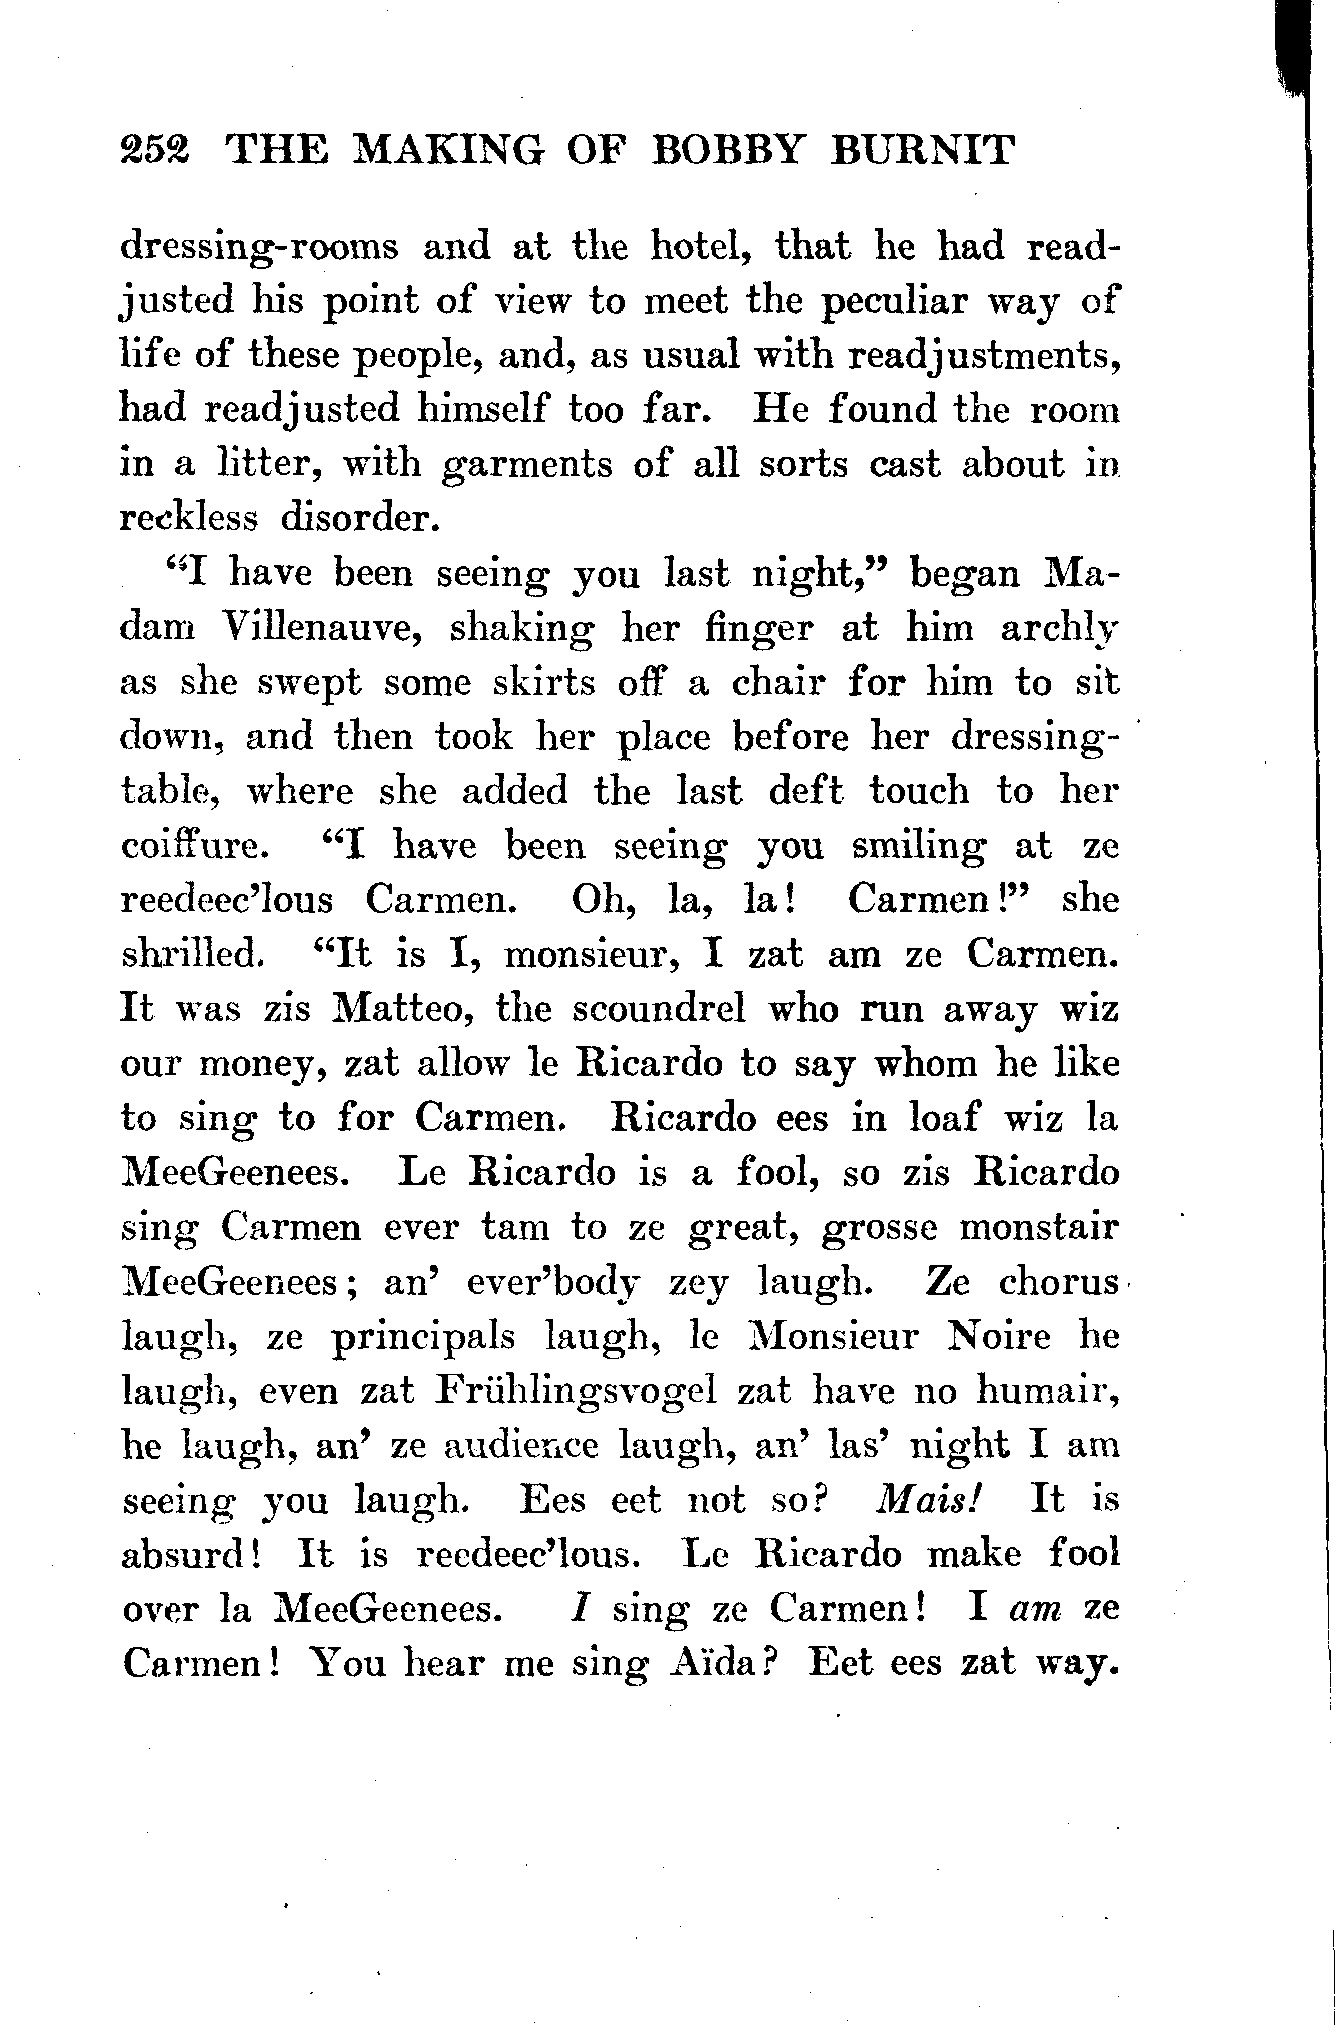 252 THE MAKING OF BOBBY BURNIT
dressing-rooms and at the hotel, that he had read-
justed his point of view to meet the peculiar way of
life of these people, and, as usual with readjustments,
had readjusted himself too far. He found the room
in a litter, with garments of all sorts cast about in
reckless disorder.
“I have been seeing you last night,” began Ma-
dam Villenauve, shaking her finger at him archly
as she swept some skirts off a chair for him to sit
down, and then took her place before her dressing-
table, where she added the last deft touch to her
coiffure. “I have been seeing you smiling at ze
reedeec’lous Carmen. Oh, la, la! Carmen!” she
shrilled. “It is I, monsieur, I zat am ze Carmen.
It was zis Matteo, the scoundrel who run away wiz
our money, zat allow le Ricardo to say whom he like
to sing to for Carmen. Ricardo ees in loaf wiz la
MeeGeenees. Le Ricardo is a fool, so zis Ricardo
sing Carmen ever tam to ze great, grosse monstair
MeeGeenees; an’ ever’body zey laugh. Ze chorus
laugh, ze principals laugh, le Monsieur Noire he
laugh, even zat Frühlingsvogel zat have no humair,
he laugh, an’ ze audience laugh, an’ las’ night I am
seeing you laugh. Ees eet not so? Mais! It is
absurd! It is reedeec’lous. Le Ricardo make fool
over la MeeGeenees. I sing ze Carmen! I am ze
Carmen! You hear me sing Aïda? Eet ees zat way.